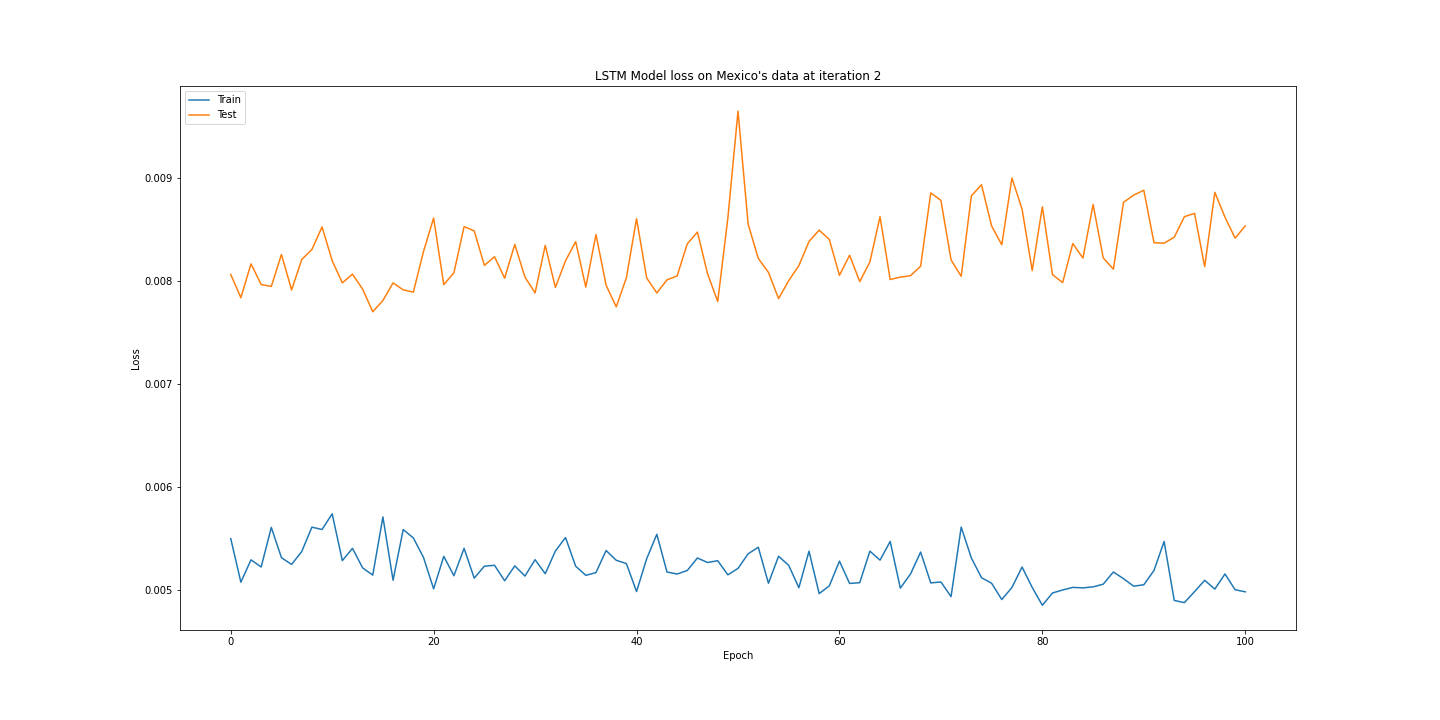 LSTM Model loss on Mexico's data at iteration 2
Train
Test
0.009
0.008
0.007
0.006
0.005
Loss
0 20 40 60 80 100
Epoch